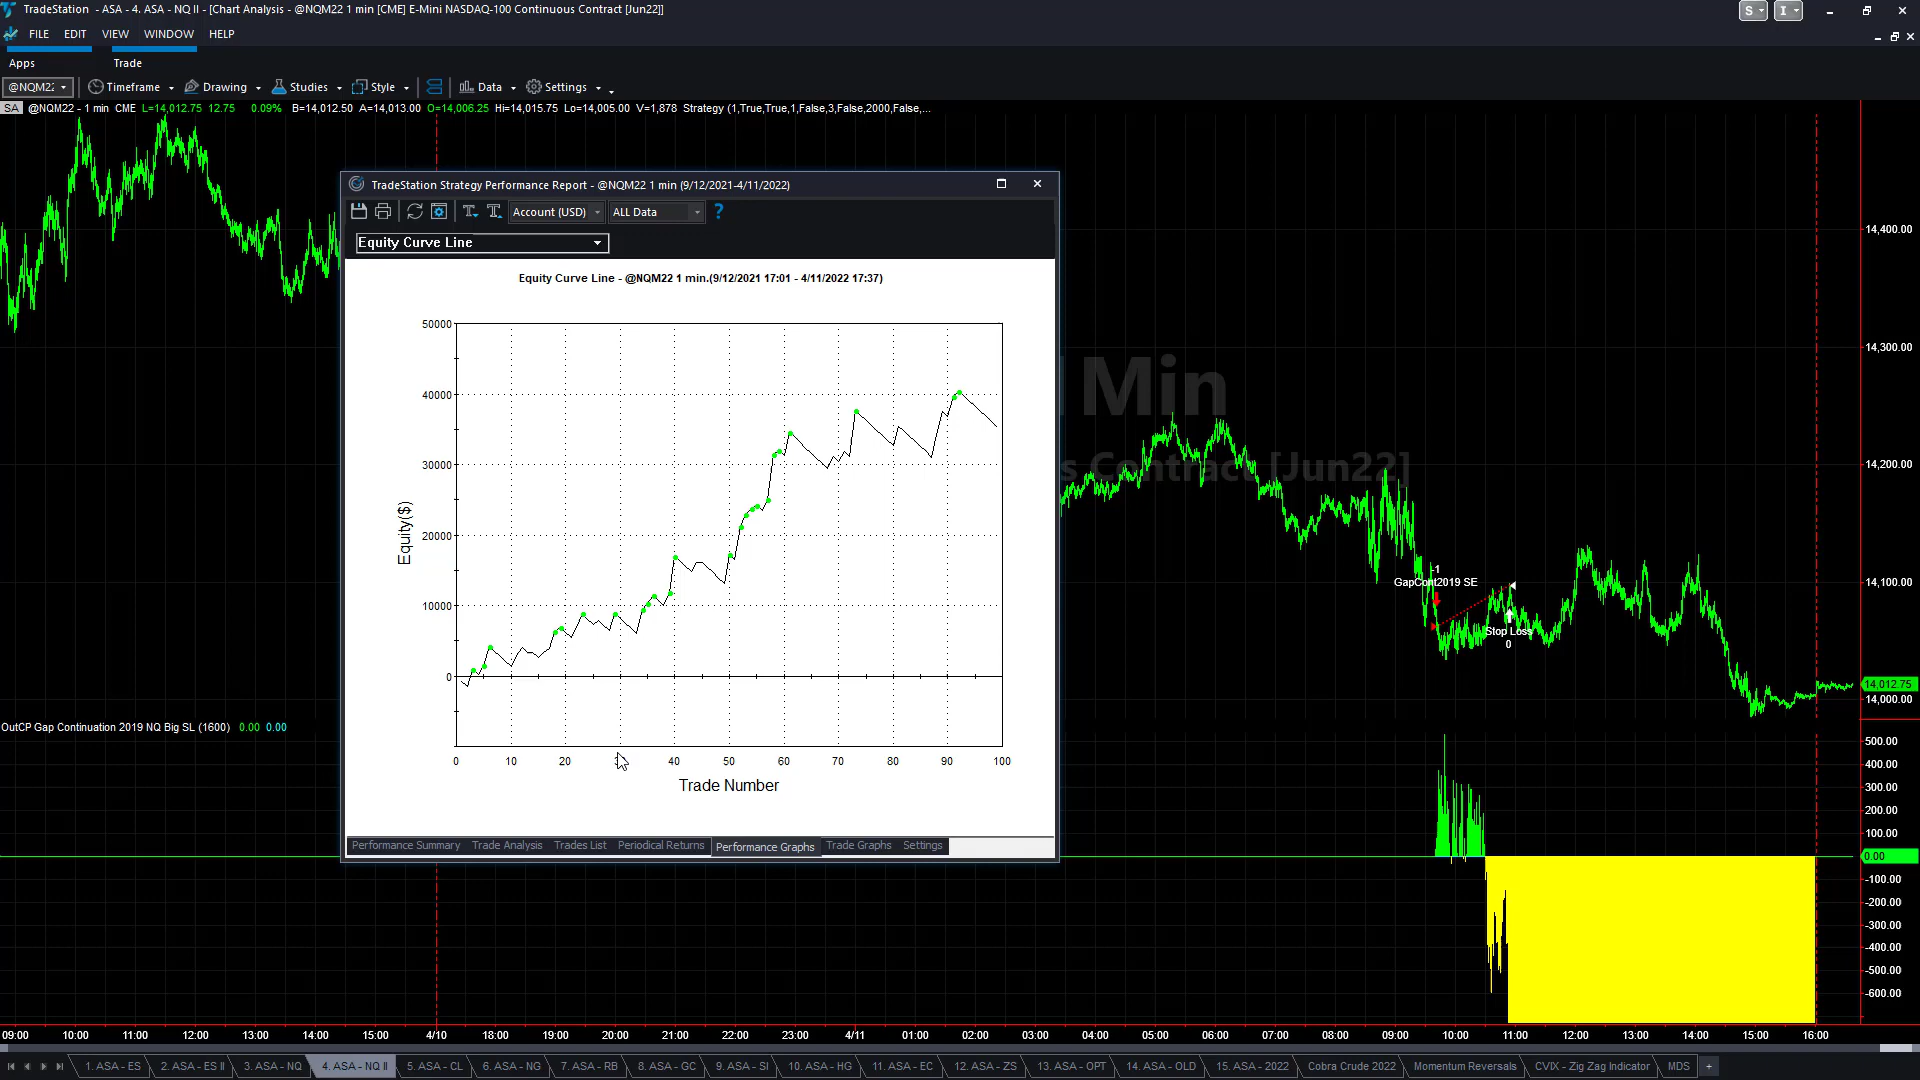 TradeStation - ASA - 4. ASA - NQ II - [Chart Analysis - @NQM22 1 min [CME] E-Mini NASDAQ-100 Continuous Contract [Jun22]]
S
I
FILE EDIT VIEW WINDOW HELP
Apps Trade
@NQM2 Timeframe Drawing Studies Style Data Settings
SA @NQM22 - 1 min CME L=14,012.75 12.75 0.09% B=14,012.50 A=14,013.00 O=14,006.25 Hi=14,015.75 Lo=14,005.00 V=1,878 Strategy (1,True,True,1,False,3,False,2000,False,...
TradeStation Strategy Performance Report - @NQM22 1 min (9/12/2021-4/11/2022)
Account (USD) ALL Data ?
Equity Curve Line
Equity Curve Line - @NQM22 1 min.(9/12/2021 17:01 - 4/11/2022 17:37)
50000
40000
30000
20000
10000
0
Equity($)
0 10 20 40 50 60 70 80 90 100
Trade Number
Performance Summary Trade Analysis Trades List Periodical Returns Performance Graphs Trade Graphs Settings
Min
s Contract [Jun22]
-1
GapCont2019 SE
Stop Loss
0
14,400.00
14,300.00
14,200.00
14,100.00
14,012.75
14,000.00
OutCP Gap Continuation 2019 NQ Big SL (1600) 0.00 0.00
500.00
400.00
300.00
200.00
100.00
0.00
-100.00
-200.00
-300.00
-400.00
-500.00
-600.00
09:00 10:00 11:00 12:00 13:00 14:00 15:00 4/10 18:00 19:00 20:00 21:00 22:00 23:00 4/11 01:00 02:00 03:00 04:00 05:00 06:00 07:00 08:00 09:00 10:00 11:00 12:00 13:00 14:00 15:00 16:00
1. ASA - ES 2. ASA - ES II 3. ASA - NQ 4. ASA - NQ II 5. ASA - CL 6. ASA - NG 7. ASA - RB 8. ASA - GC 9. ASA - SI 10. ASA - HG 11. ASA - EC 12. ASA - ZS 13. ASA - OPT 14. ASA - OLD 15. ASA - 2022 Cobra Crude 2022 Momentum Reversals CVIX - Zig Zag Indicator MDS +